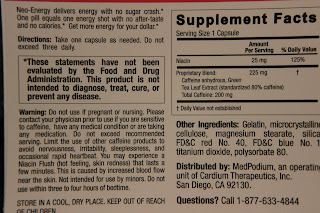 Neo-Energy delivers energy with no sugar crash.*
One pill equals one energy shot with no after-taste
and no calories.* Get more energy for your dollar.*
Directions: Take one capsule as needed. Do not
exceed three daily.
*These statements have not been
evaluated by the Food and Drug
Administration. This product is not
intended to diagnose, treat, cure, or
prevent any disease.
Warning: Do not use if pregnant or nursing. Please
contact your physician prior to use if you are sensitive
to caffeine, have any medical condition or are taking
any medication. Do not exceed recommended
serving. Limit the use of other caffeine products to
avoid nervousness, irritability, sleeplessness, and
occasional rapid heartbeat. You may experience a
Niacin Flush (hot feeling, skin redness) that lasts a
few minutes. This is caused by increased blood flow
near the skin. Not intended for use by minors. Do not
use within three to four hours of bedtime.
STORE IN A COOL, DRY PLACE. KEEP OUT OF REACH
OF CHILDREN
Supplement Facts
Serving Size 1 Capsule
Amount
Per Serving % Daily Value
Niacin 25 mg 125%
Proprietary Blend: 225 mg †
Caffeine anhydrous, Green
Tea Leaf Extract (standardized 80% caffeine)
Total Caffeine 200 mg
† Daily Value not established
Other Ingredients: Gelatin, microcrystalline
cellulose, magnesium stearate, silica,
FD&C red No. 40, FD&C blue No. 1,
titanium dioxide, polysorbate 80.
Distributed by: MedPodium, an operating
unit of Cardium Therapeutics, Inc.
San Diego, CA 92130.
Questions? Call 1-877-633-4844